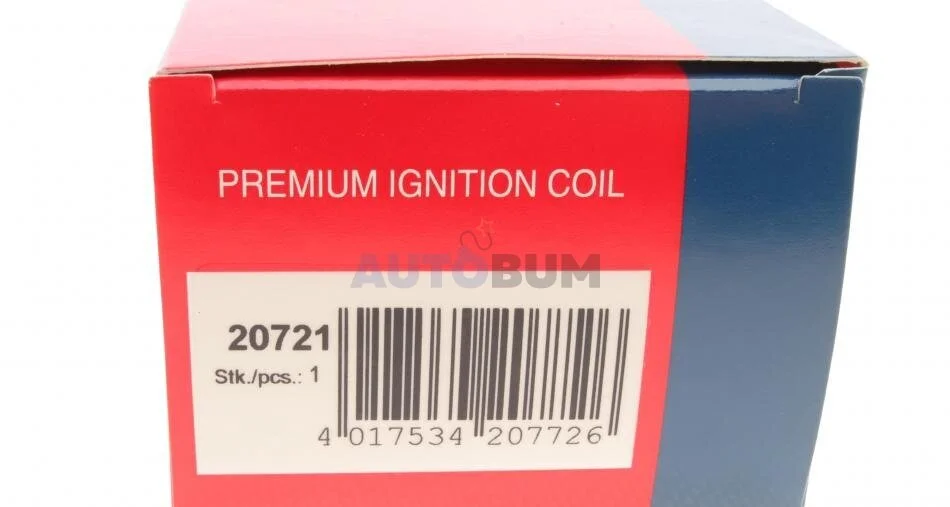 PREMIUM IGNITION COIL
AUTOBUM
20721
Stk./pcs.: 1
4 017534 207726